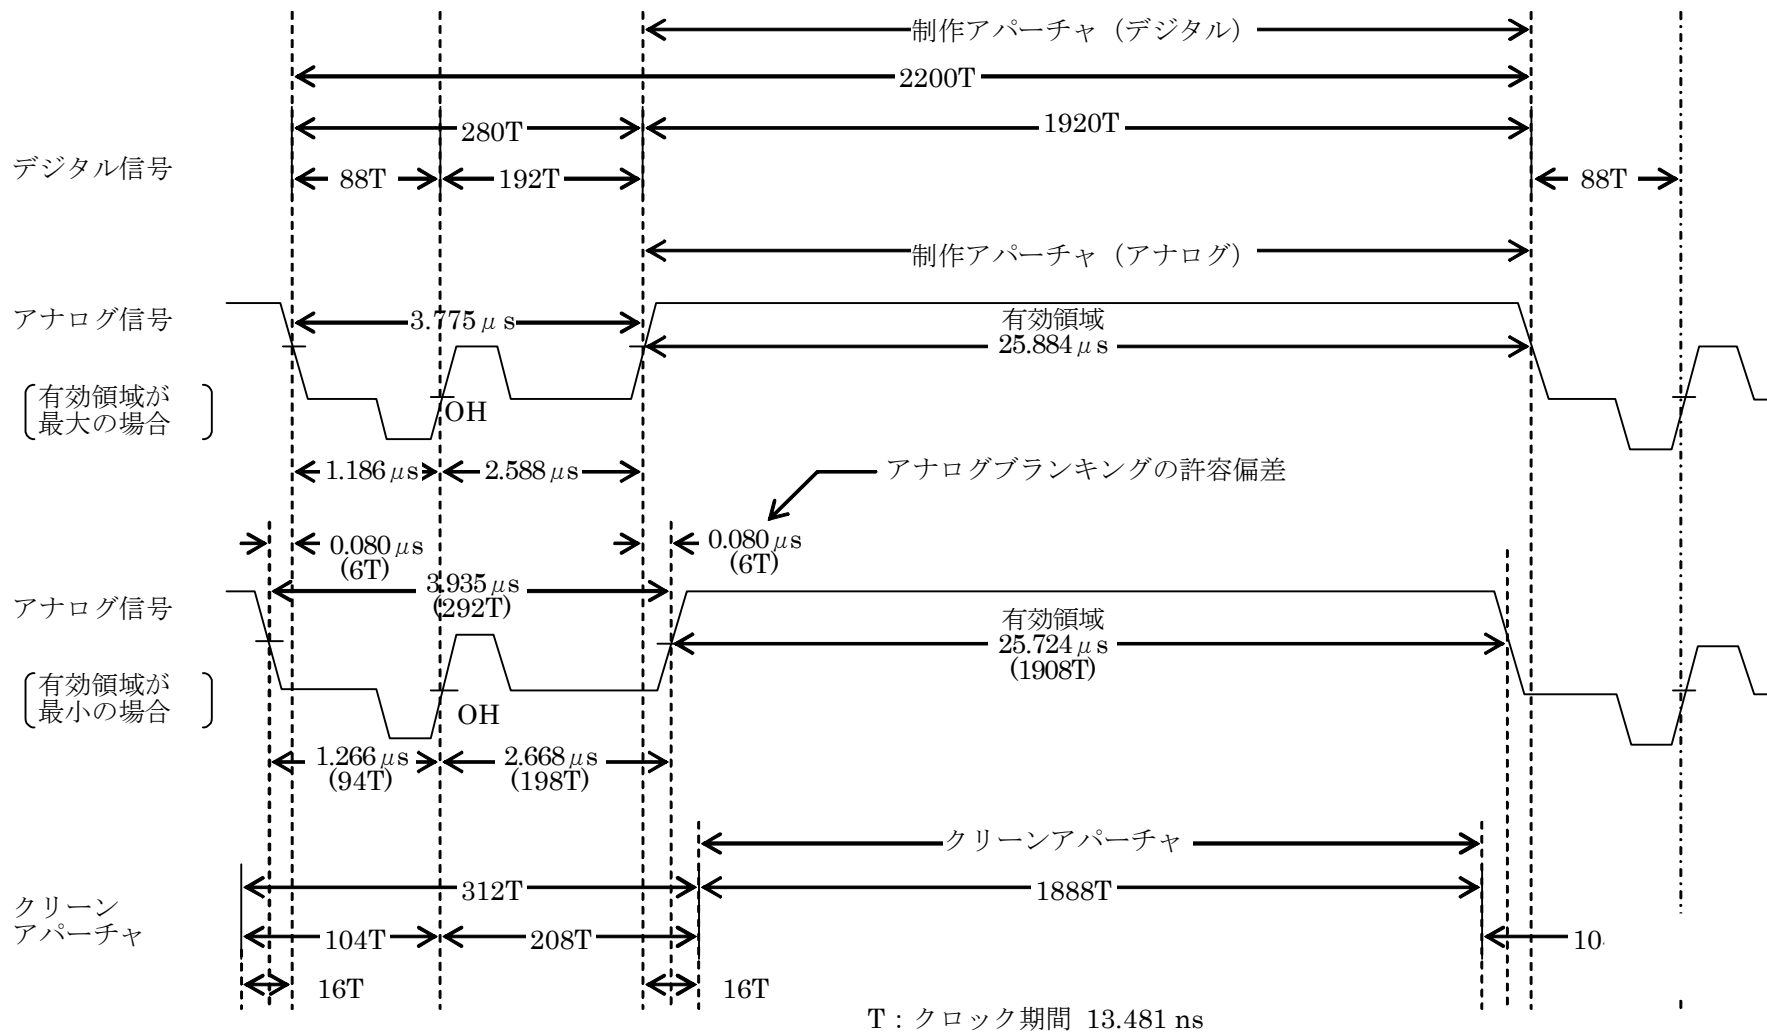 制作アパーチャ（デジタル）
2200T
280T
1920T
デジタル信号
88T
192T
88T
制作アパーチャ（アナログ）
アナログ信号
3.775μs
有効領域
25.884μs
有効領域が
最大の場合
OH
1.186μs
2.588μs
アナログブランキングの許容偏差
0.080μs
(6T)
0.080μs
(6T)
3.935μs
(292T)
アナログ信号
有効領域
25.724μs
(1908T)
有効領域が
最小の場合
OH
1.266μs
(94T)
2.668μs
(198T)
クリーンアパーチャ
312T
1888T
クリーン
アパーチャ
104T
208T
10
16T
16T
T：クロック期間 13.481 ns